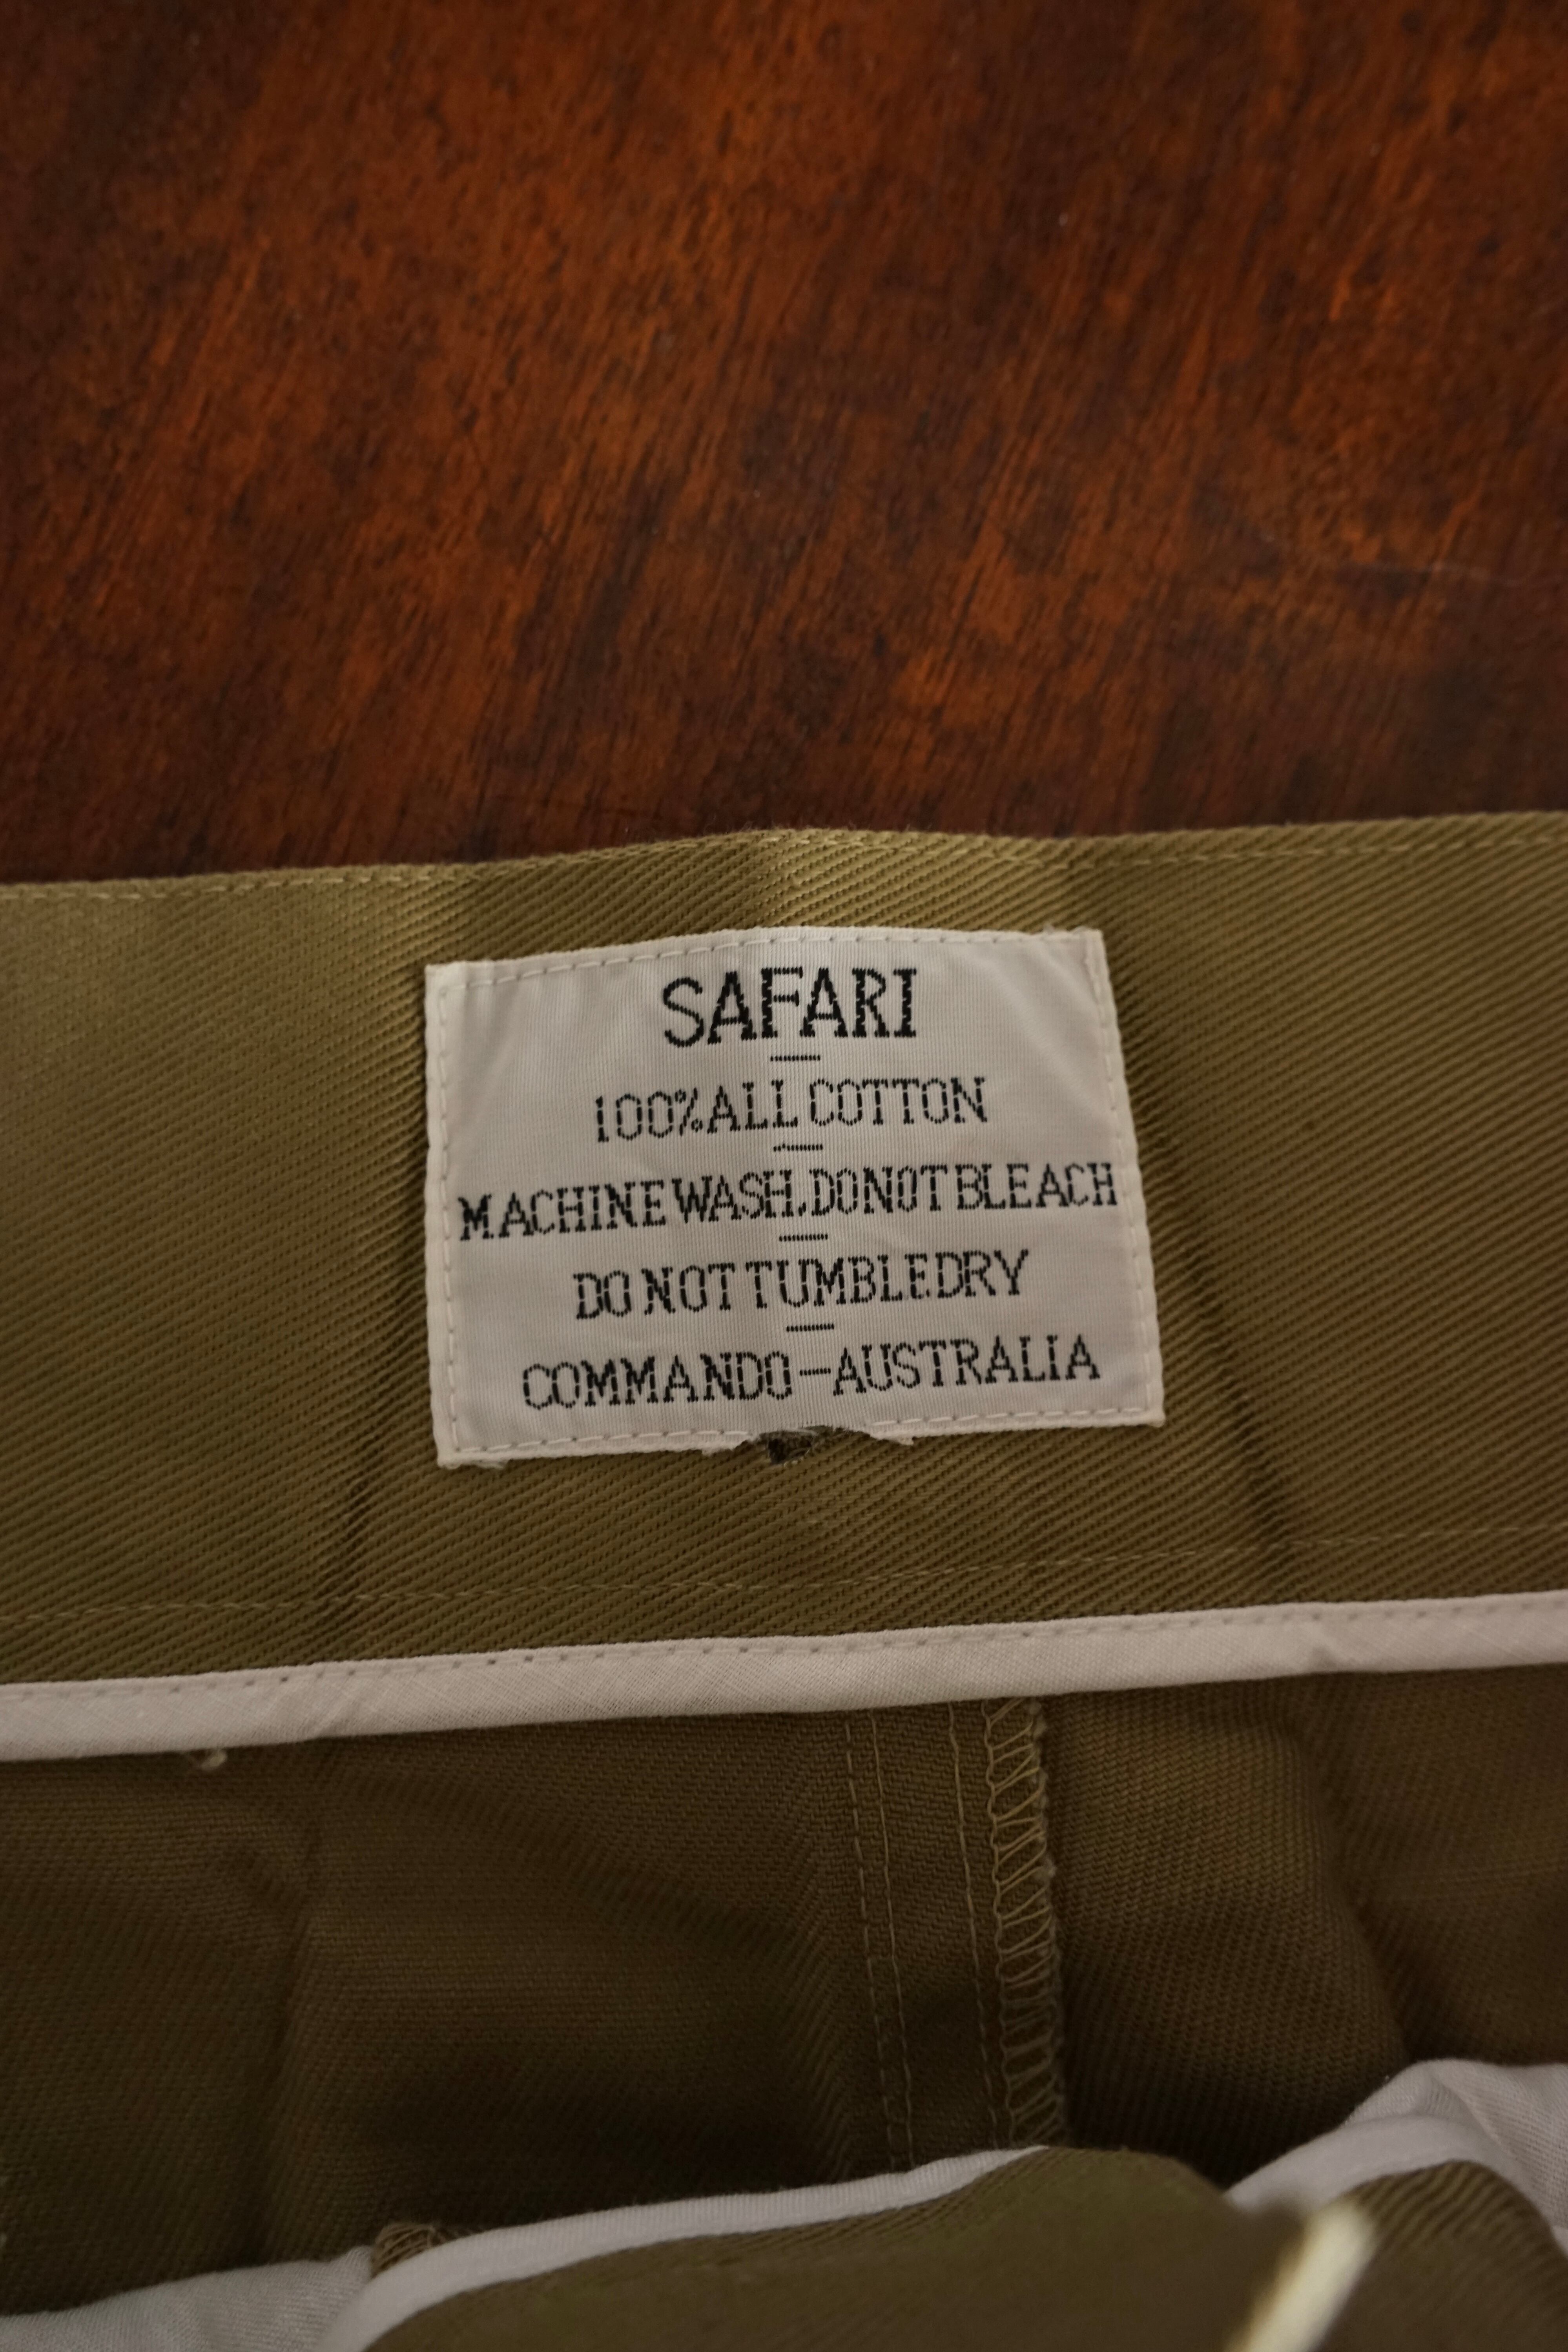 SAFARI
100% ALL COTTON
MACHINE WASH. DO NOT BLEACH
DO NOT TUMBLE DRY
COMMANDO-AUSTRALIA